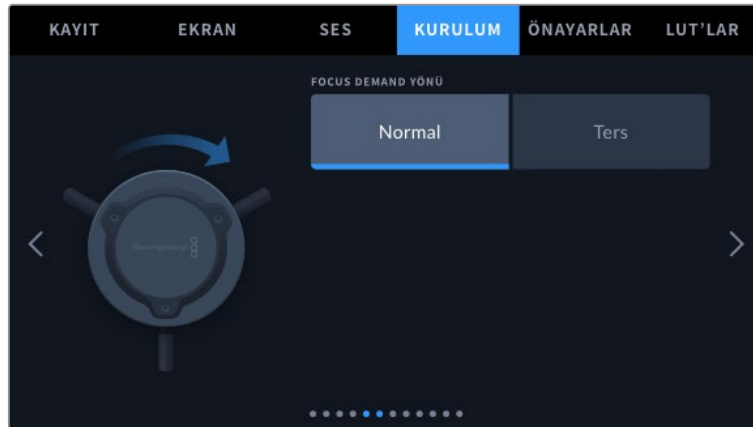 KAYIT EKRAN SES KURULUM ÖNAYARLAR LUT'LAR
FOCUS DEMAND YÖNÜ
Normal Ters